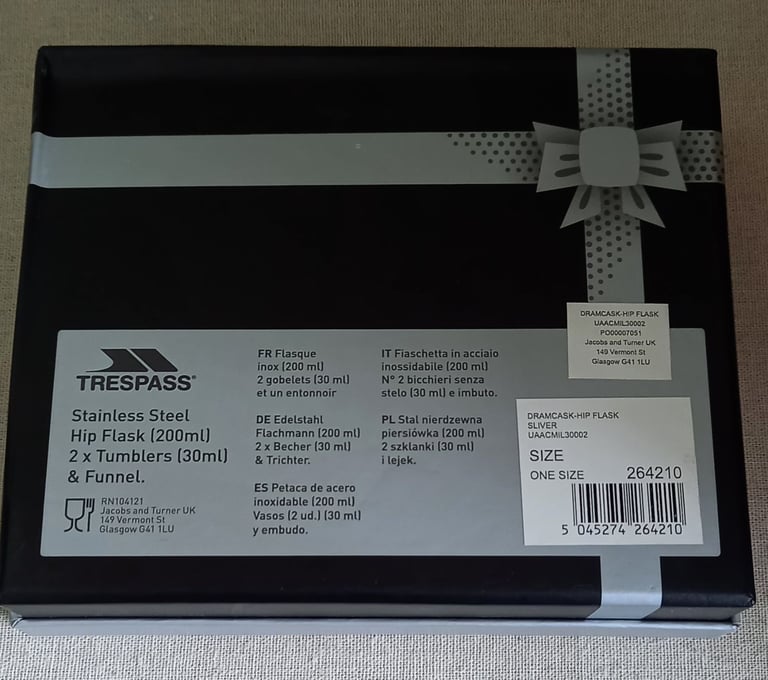 TRESPASS®
Stainless Steel
Hip Flask (200ml)
2 x Tumblers (30ml)
& Funnel.
RN104121
Jacobs and Turner UK
149 Vermont St
Glasgow G41 1LU
FR Flasque
inox (200 ml)
2 gobelets (30 ml)
et un entonnoir
DE Edelstahl
Flachmann (200 ml)
2 x Becher (30 ml)
& Trichter.
ES Petaca de acero
inoxidable (200 ml)
Vasos (2 ud.) (30 ml)
y embudo.
IT Fiaschetta in acciaio
inossidabile (200 ml)
N° 2 bicchieri senza
stelo (30 ml) e imbuto.
PL Stal nierdzewna
piersiówka (200 ml)
2 szklanki (30 ml)
i lejek.
DRAMCASK-HIP FLASK
UAACMIL30002
PO00007051
Jacobs and Turner UK
149 Vermont St
Glasgow G41 1LU
DRAMCASK-HIP FLASK
SLIVER
UAACMIL30002
SIZE
ONE SIZE 264210
5 045274 264210